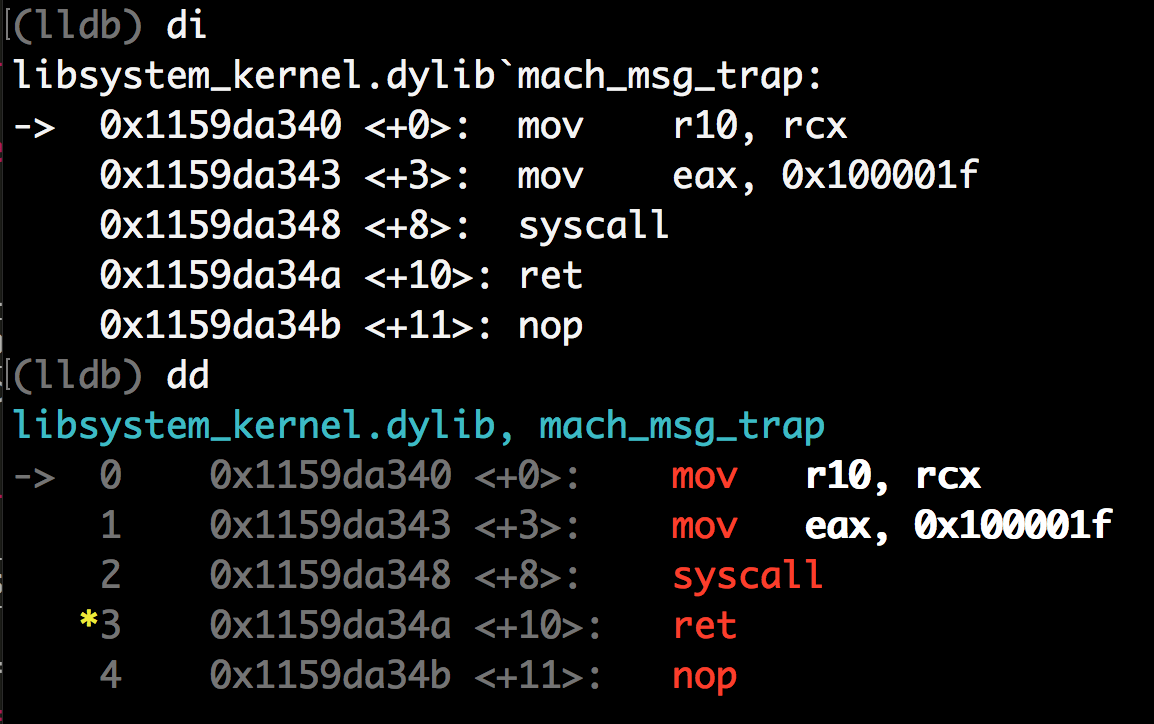 (lldb) di
libsystem_kernel.dylib`mach_msg_trap:
->  0x1159da340 <+0>:  mov    r10, rcx
    0x1159da343 <+3>:  mov    eax, 0x100001f
    0x1159da348 <+8>:  syscall
    0x1159da34a <+10>: ret
    0x1159da34b <+11>: nop
(lldb) dd
libsystem_kernel.dylib, mach_msg_trap
->  0    0x1159da340 <+0>:    mov   r10, rcx
    1    0x1159da343 <+3>:    mov   eax, 0x100001f
    2    0x1159da348 <+8>:    syscall
   *3    0x1159da34a <+10>:   ret
    4    0x1159da34b <+11>:   nop